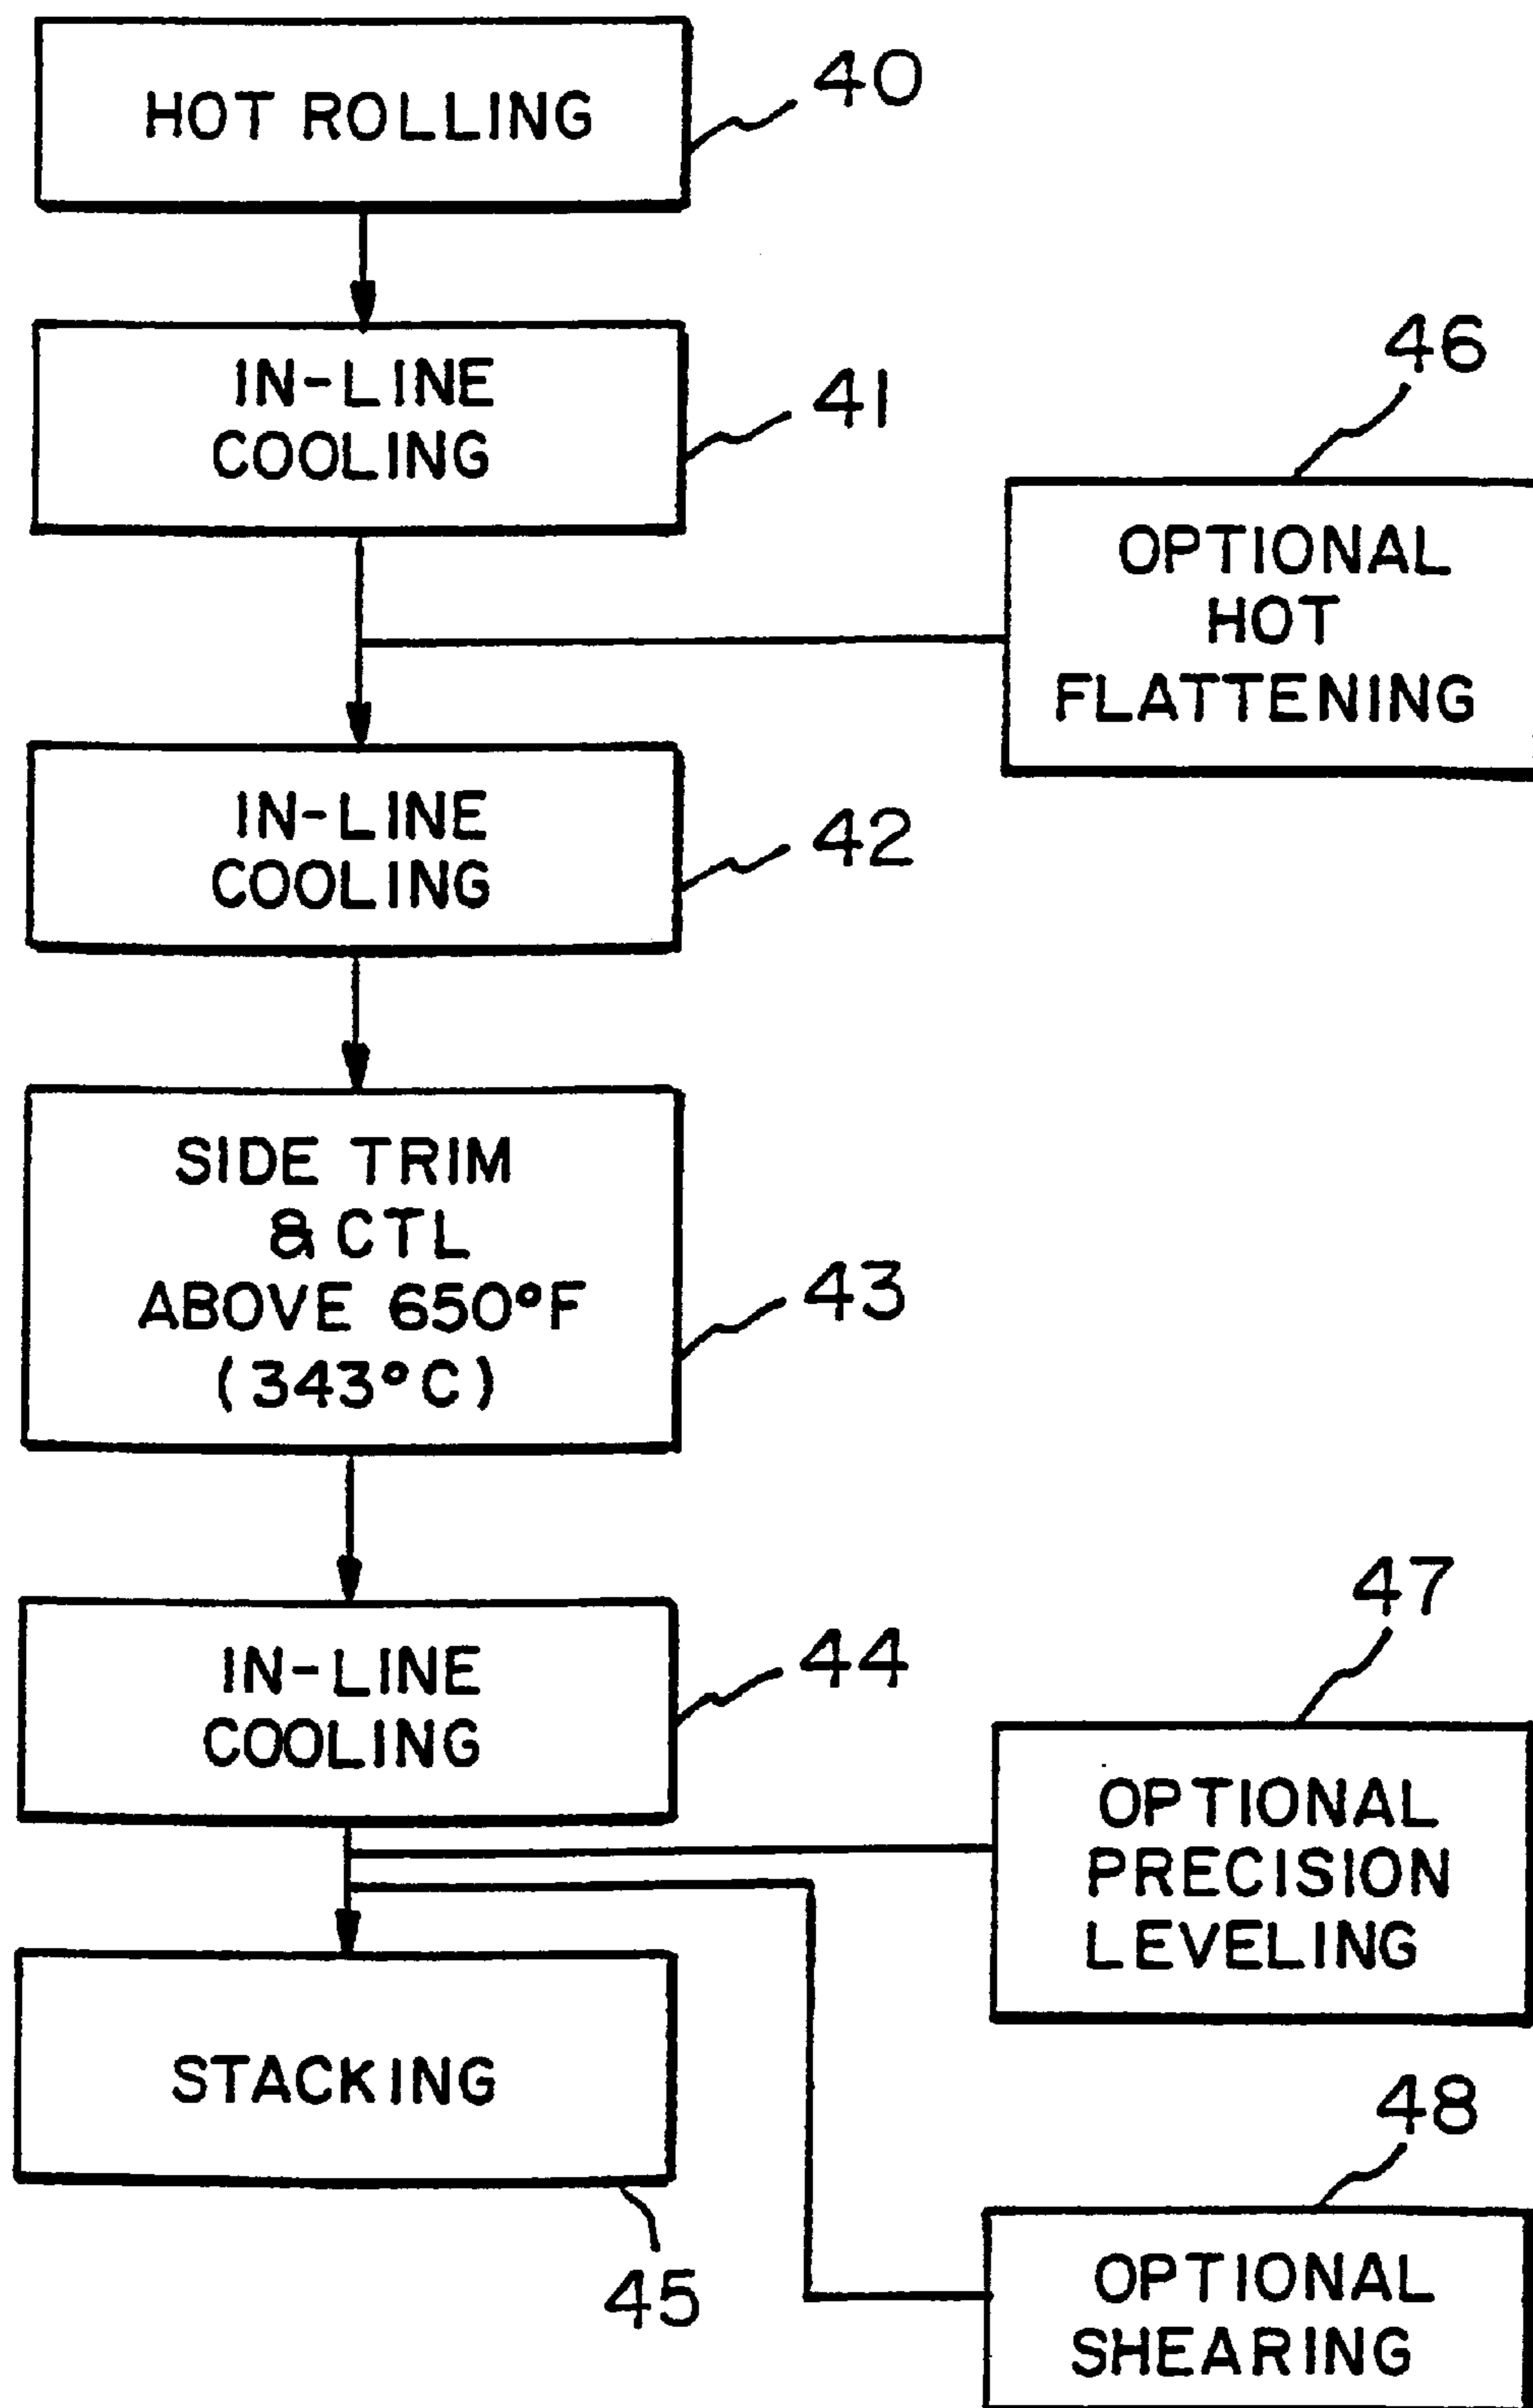 HOT ROLLING
40
IN-LINE
COOLING
41
46
OPTIONAL
HOT
FLATTENING
IN-LINE
COOLING
42
SIDE TRIM
& CTL
ABOVE 650°F
(343°C)
43
IN-LINE
COOLING
44
47
OPTIONAL
PRECISION
LEVELING
STACKING
45
48
OPTIONAL
SHEARING